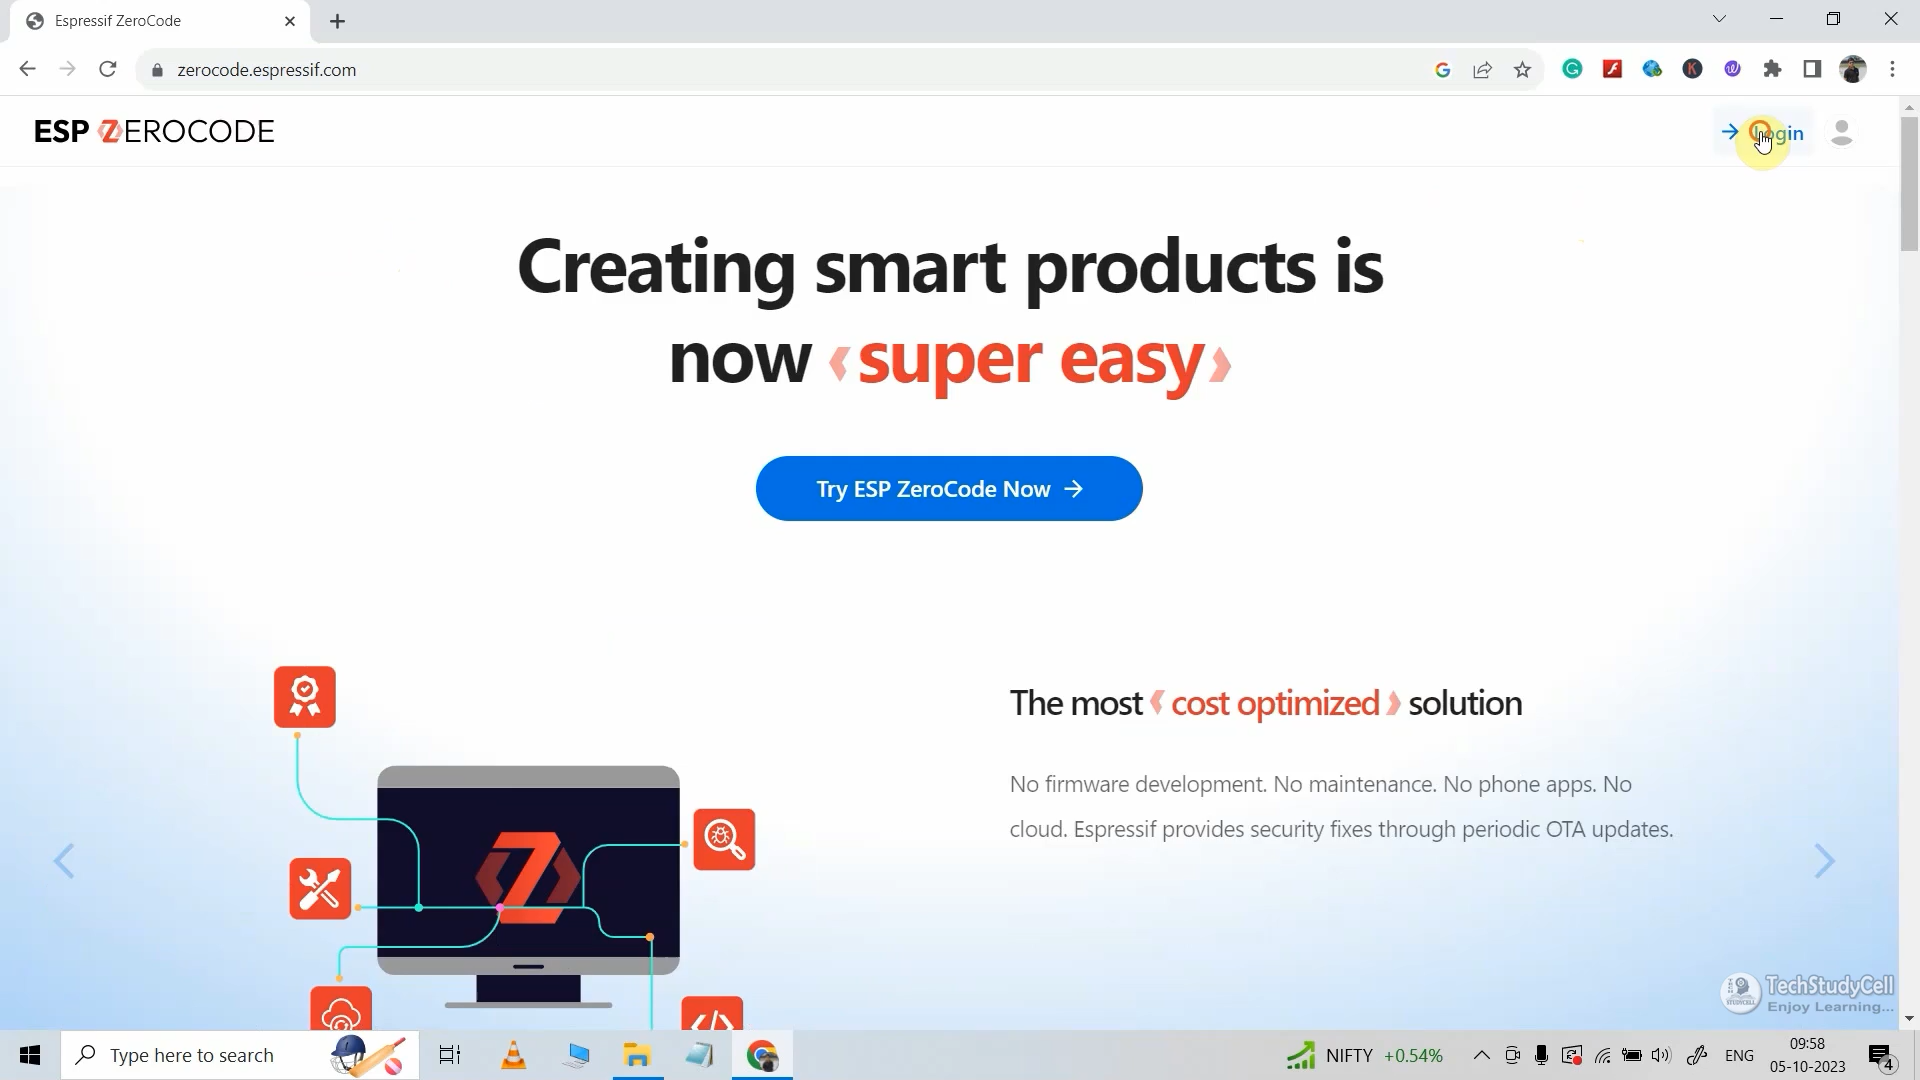 Espressif ZeroCode
zerocode.espressif.com
ESP ZEROCODE
Login
Creating smart products is
now super easy
Try ESP ZeroCode Now
The most cost optimized solution
No firmware development. No maintenance. No phone apps. No
cloud. Espressif provides security fixes through periodic OTA updates.
TechStudyCell
Enjoy Learning...
Type here to search
NIFTY +0.54%
ENG
09:58
05-10-2023
4